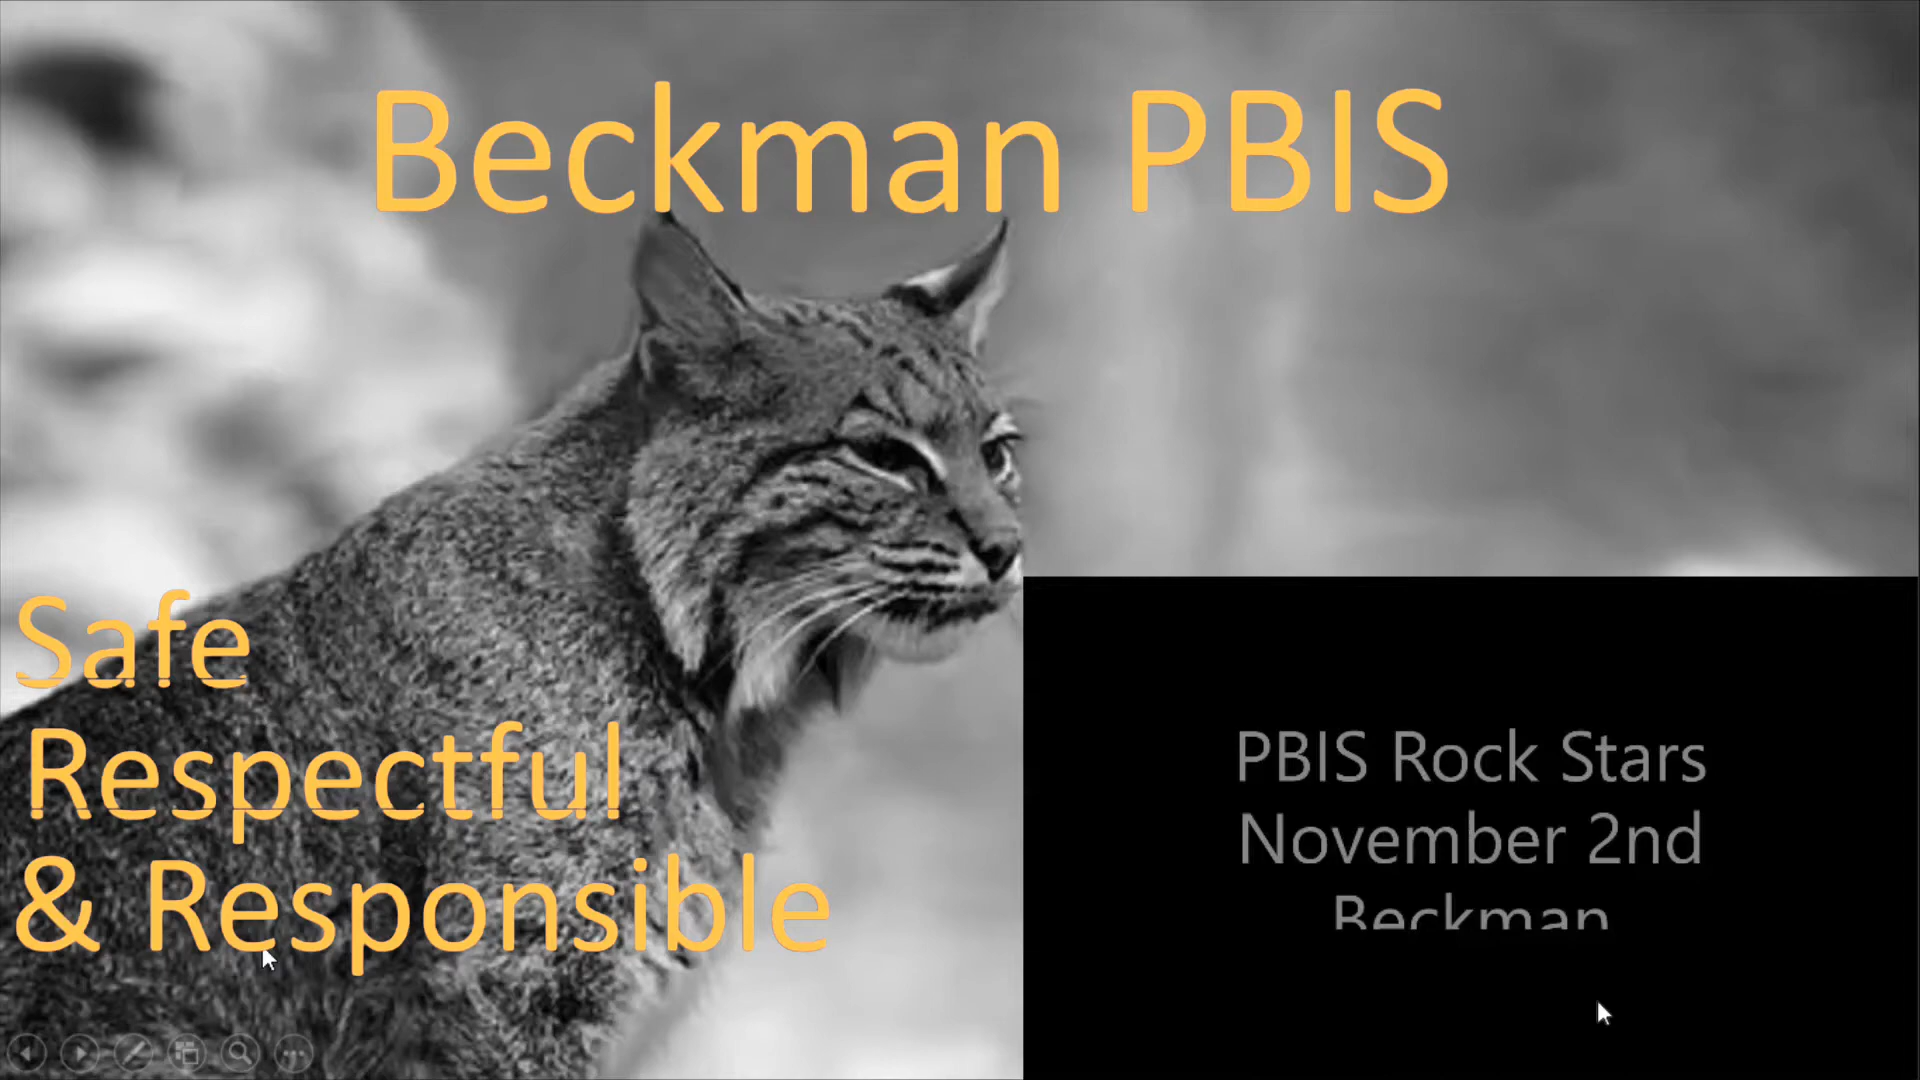 Beckman PBIS
Safe
Respectful
& Responsible
PBIS Rock Stars
November 2nd
Beckman